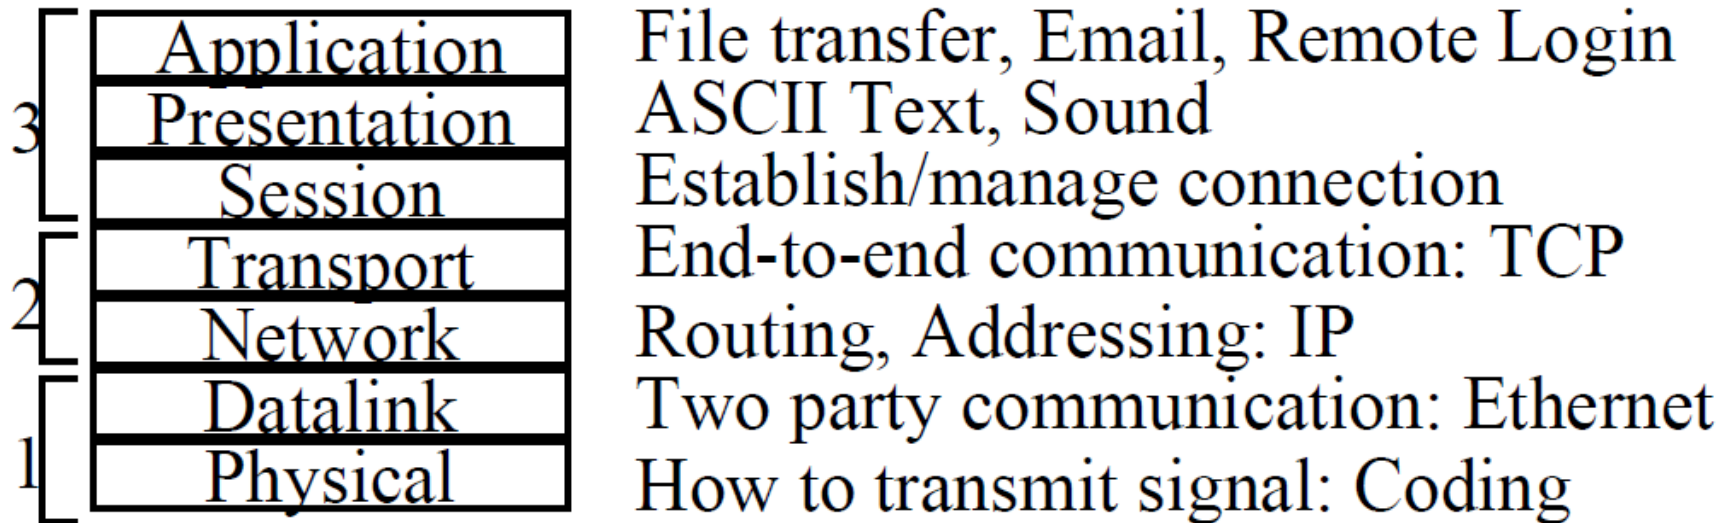 Application File transfer, Email, Remote Login
3 Presentation ASCII Text, Sound
Session Establish/manage connection
Transport End-to-end communication: TCP
2 Network Routing, Addressing: IP
Datalink Two party communication: Ethernet
1 Physical How to transmit signal: Coding